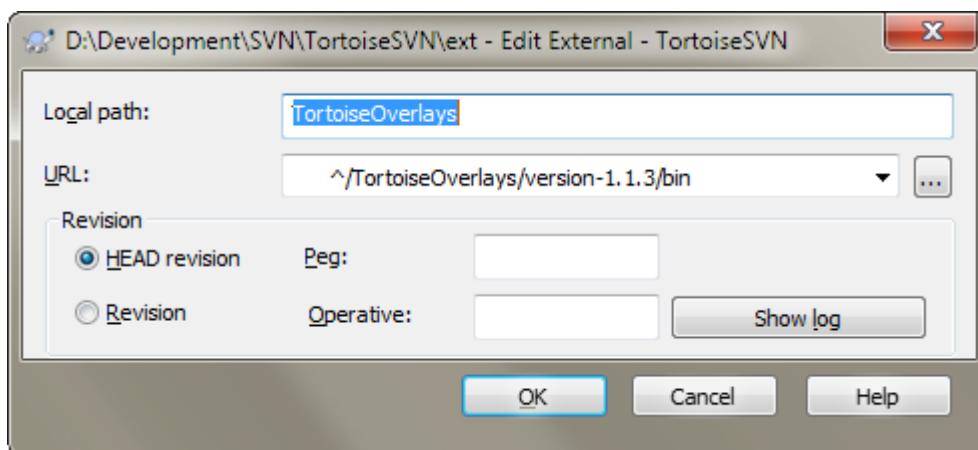 D:\Development\SVN\TortoiseSVN\ext - Edit External - TortoiseSVN
Local path: TortoiseOverlays
URL: ^/TortoiseOverlays/version-1.1.3/bin ...
Revision
HEAD revision Peg:
Revision Operative: Show log
OK Cancel Help